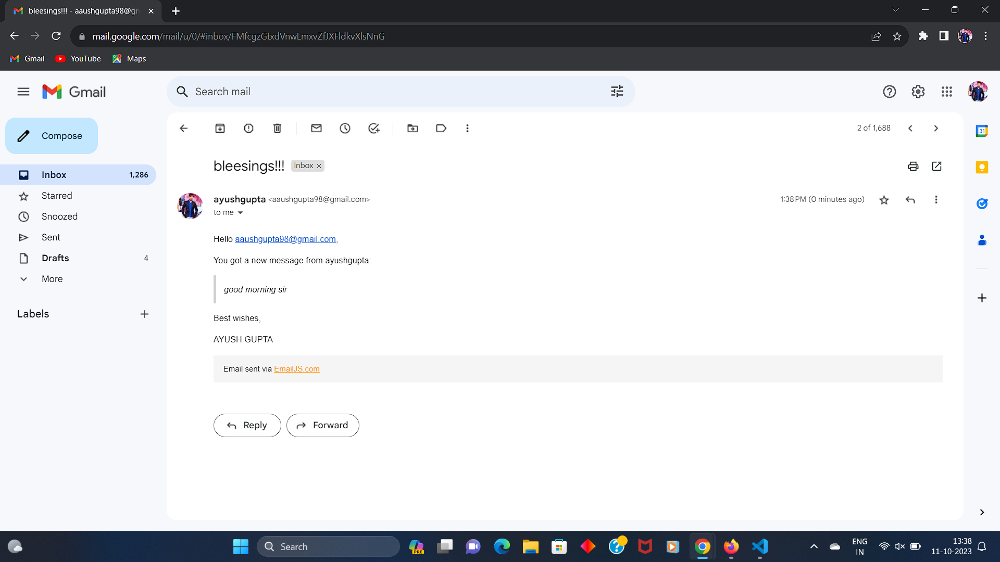 bleesings!!! - aaushgupta98@gm
mail.google.com/mail/u/0/#inbox/FMfcgzGtxdVnwLmxvZfJXFldkvXlsNnG
Gmail YouTube Maps
Gmail
Search mail
Compose
2 of 1,688
31
bleesings!!! Inbox ×
Inbox 1,286
Starred
Snoozed
Sent
Drafts 4
More
Labels
ayushgupta <aaushgupta98@gmail.com> 1:38 PM (0 minutes ago)
to me
Hello aaushgupta98@gmail.com,
You got a new message from ayushgupta:
good morning sir
Best wishes,
AYUSH GUPTA
Email sent via EmailJS.com
Reply Forward
Search
PRE
ENG
IN
13:38
11-10-2023